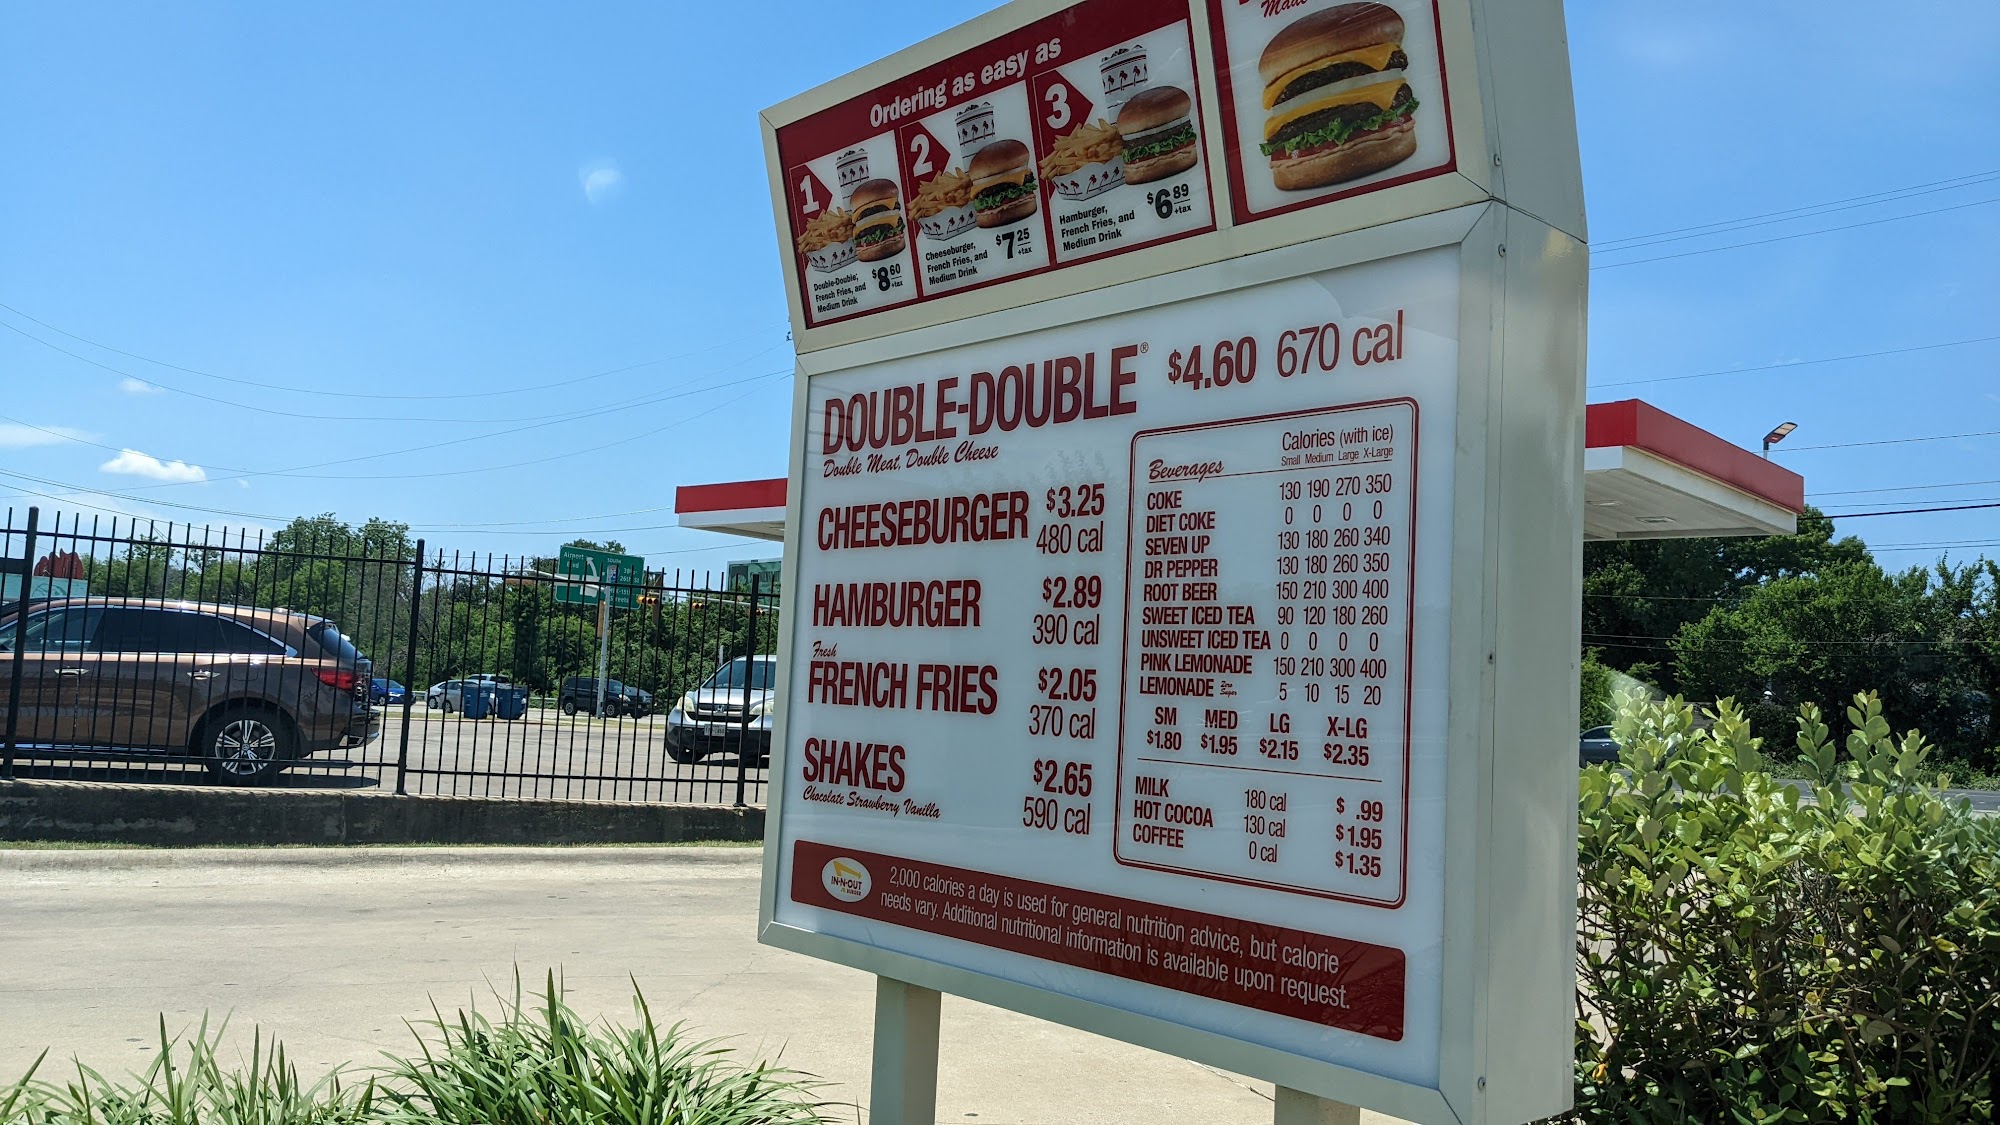 Made
Ordering as easy as
1
Double-Double,
French Fries, and
Medium Drink
$8 60
+tax
2
Cheeseburger,
French Fries, and
Medium Drink
$7 25
+tax
3
Hamburger,
French Fries, and
Medium Drink
$6 89
+tax
DOUBLE-DOUBLE® $4.60 670 cal
Double Meat, Double Cheese
CHEESEBURGER $3.25
480 cal
HAMBURGER $2.89
390 cal
Fresh
FRENCH FRIES $2.05
370 cal
SHAKES $2.65
Chocolate Strawberry Vanilla 590 cal
Beverages
Calories (with ice)
Small Medium Large X-Large
COKE 130 190 270 350
DIET COKE 0 0 0 0
SEVEN UP 130 180 260 340
DR PEPPER 130 180 260 350
ROOT BEER 150 210 300 400
SWEET ICED TEA 90 120 180 260
UNSWEET ICED TEA 0 0 0 0
PINK LEMONADE 150 210 300 400
LEMONADE Zero Sugar 5 10 15 20
SM MED LG X-LG
$1.80 $1.95 $2.15 $2.35
MILK 180 cal $ .99
HOT COCOA 130 cal $1.95
COFFEE 0 cal $1.35
IN-N-OUT
BURGER
2,000 calories a day is used for general nutrition advice, but calorie
needs vary. Additional nutritional information is available upon request.
Airport
Blvd
SOUTH